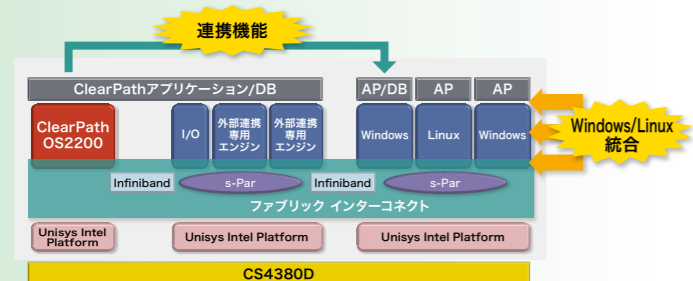 連携機能
ClearPathアプリケーション/DB
AP/DB
AP
AP
ClearPath
OS2200
I/O
外部連携
専用
エンジン
外部連携
専用
エンジン
Windows
Linux
Windows
Windows/Linux
統合
Infiniband
s-Par
Infiniband
s-Par
ファブリック インターコネクト
Unisys Intel
Platform
Unisys Intel Platform
Unisys Intel Platform
CS4380D